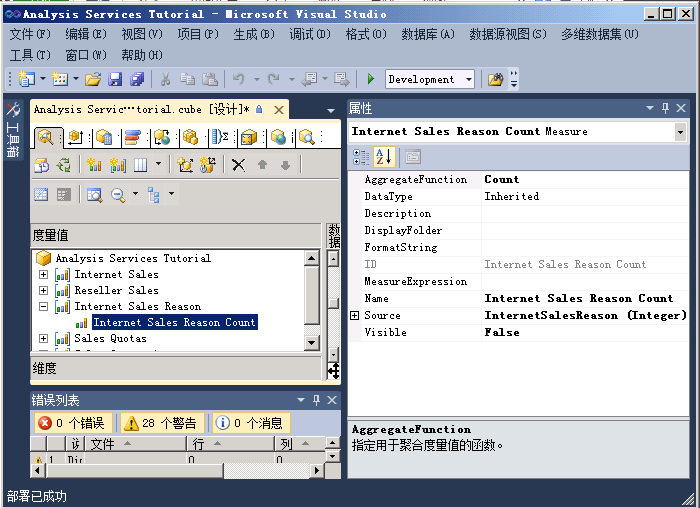 Analysis Services Tutorial - Microsoft Visual Studio
文件(F) 编辑(E) 视图(V) 项目(P) 生成(B) 调试(D) 格式(O) 数据库(A) 数据源视图(S) 多维数据集(U)
工具(T) 窗口(W) 帮助(H)
Development
工具箱
Analysis Servic…torial.cube [设计]*
度量值
数据
Analysis Services Tutorial
Internet Sales
Reseller Sales
Internet Sales Reason
Internet Sales Reason Count
Sales Quotas
维度
错误列表
0 个错误 28 个警告 0 个消息
文件 行 列
1 Dir 0 0
属性
Internet Sales Reason Count Measure
AggregateFunction Count
DataType Inherited
Description
DisplayFolder
FormatString
ID Internet Sales Reason Count
MeasureExpression
Name Internet Sales Reason Count
Source InternetSalesReason (Integer)
Visible False
AggregateFunction
指定用于聚合度量值的函数。
部署已成功